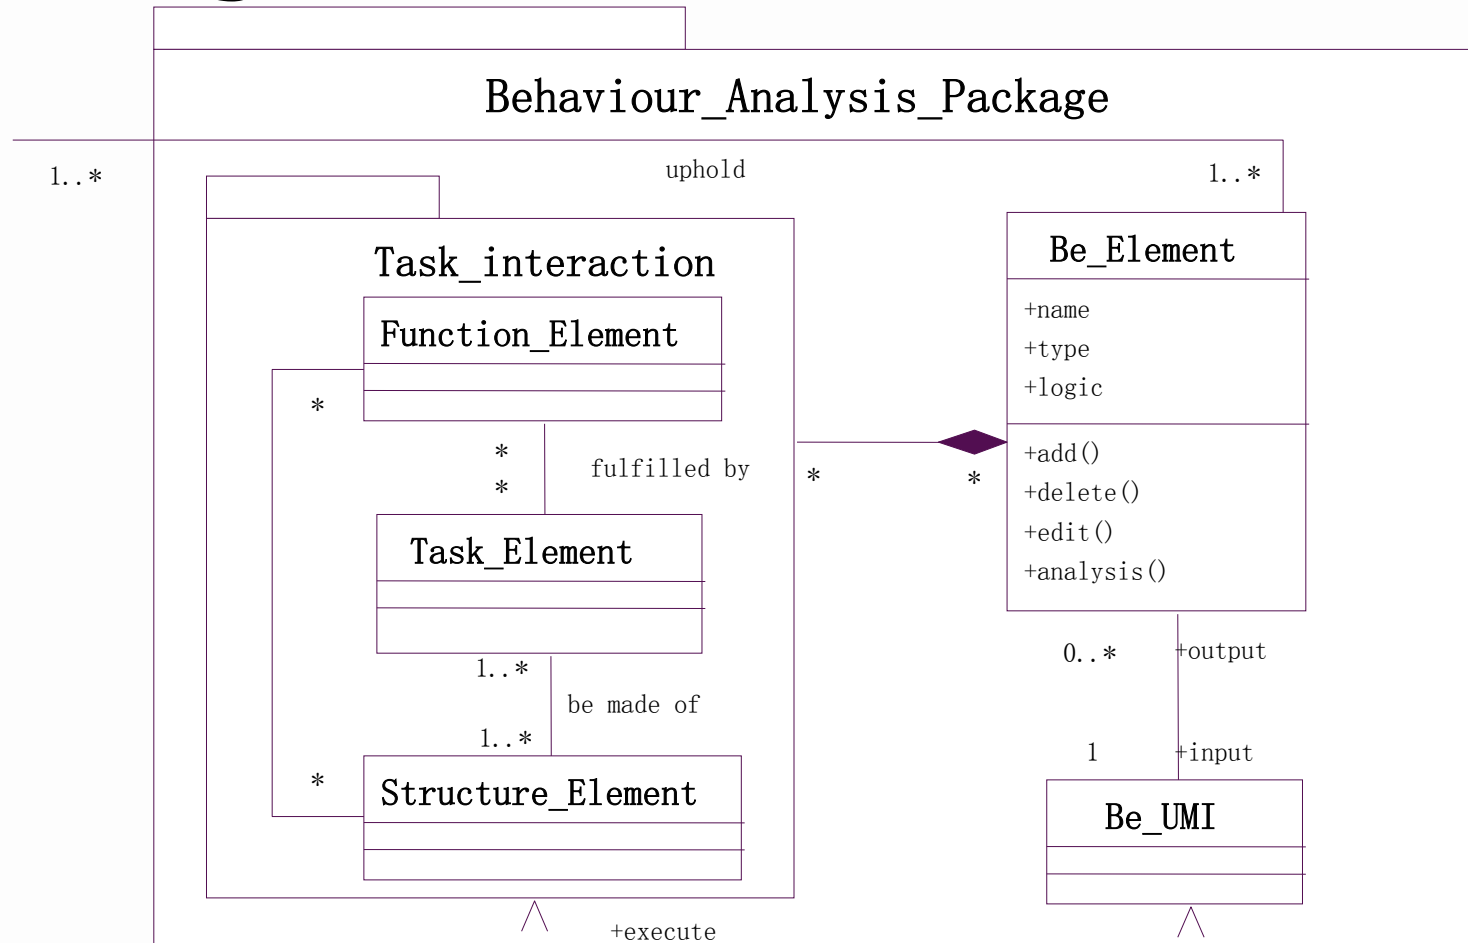 Behaviour_Analysis_Package
1..*
uphold
1..*
Task_interaction
Function_Element
*
*
fulfilled by
*
Task_Element
1..*
be made of
1..*
*
Structure_Element
+execute
*
*
Be_Element
+name
+type
+logic
+add()
+delete()
+edit()
+analysis()
0..*
+output
1
+input
Be_UMI